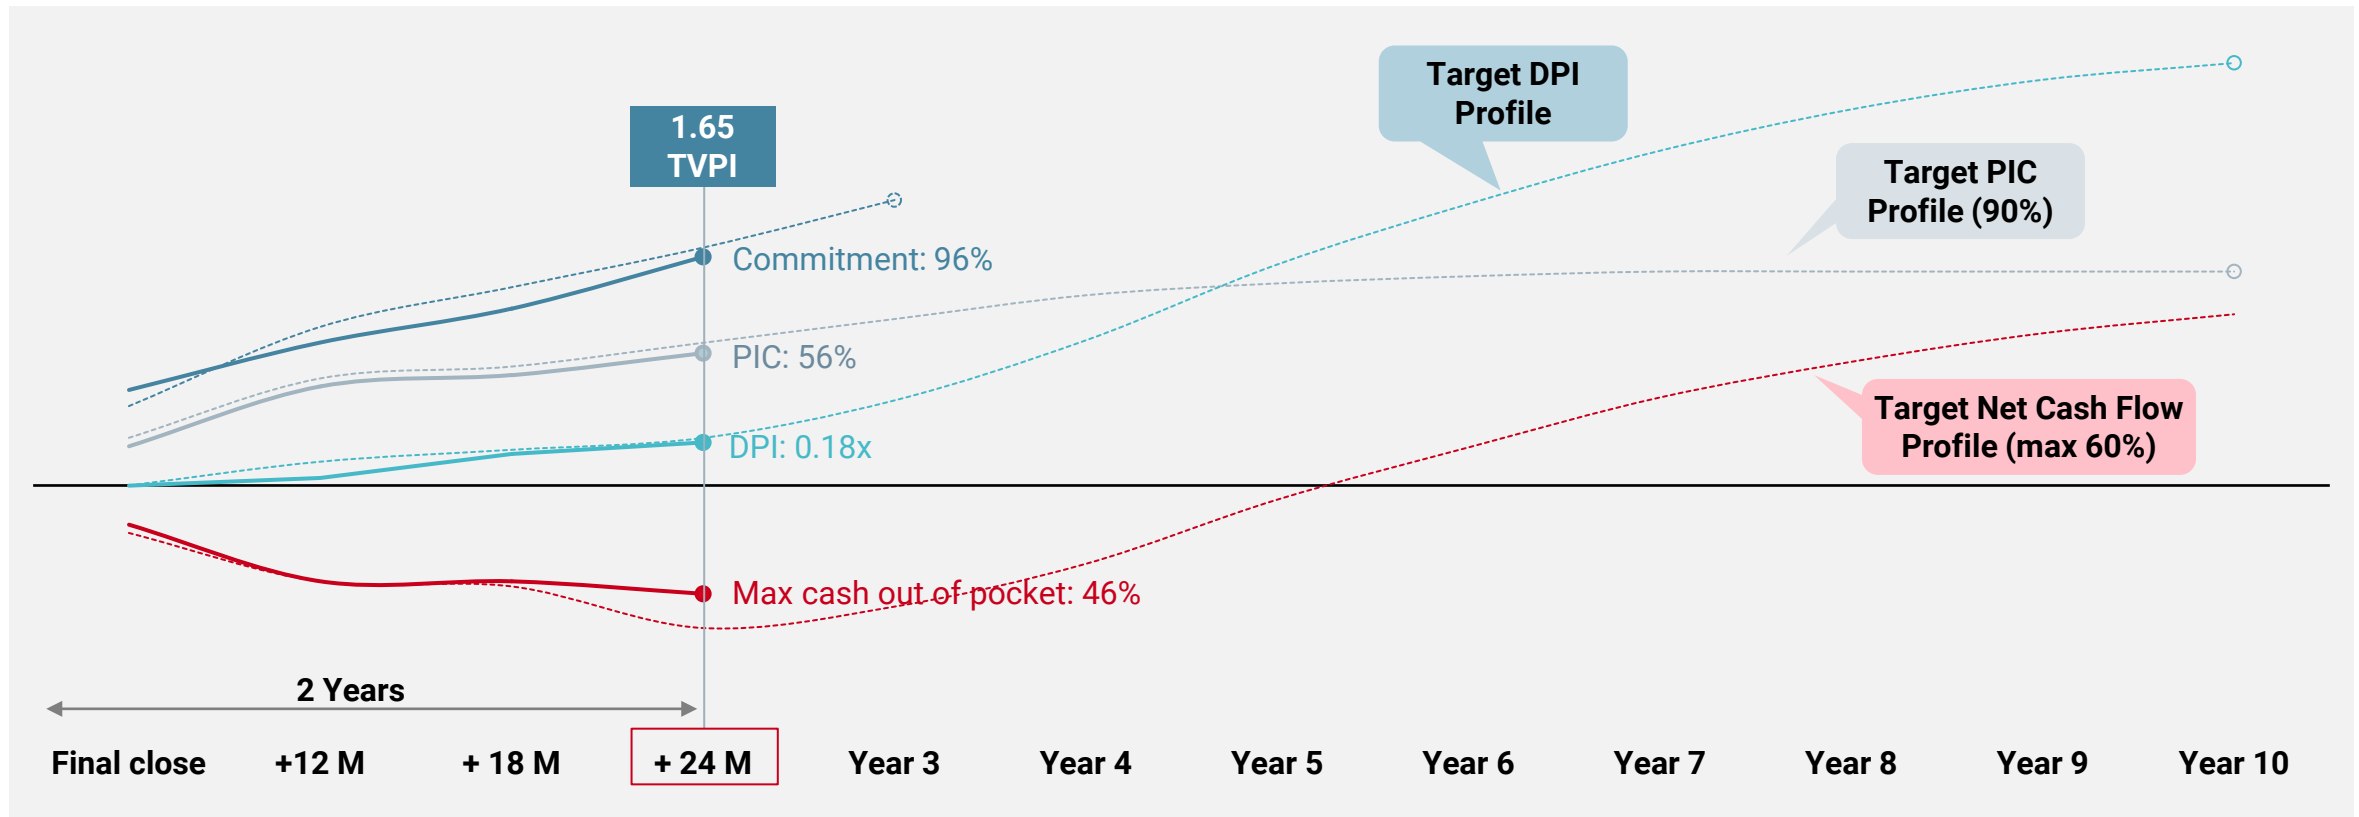 Target DPI
Profile
1.65
TVPI
Target PIC
Profile (90%)
Commitment: 96%
PIC: 56%
Target Net Cash Flow
Profile (max 60%)
DPI: 0.18x
Max cash out of pocket: 46%
2 Years
Final close
+12 M
+ 18 M
+ 24 M
Year 3
Year 4
Year 5
Year 6
Year 7
Year 8
Year 9
Year 10